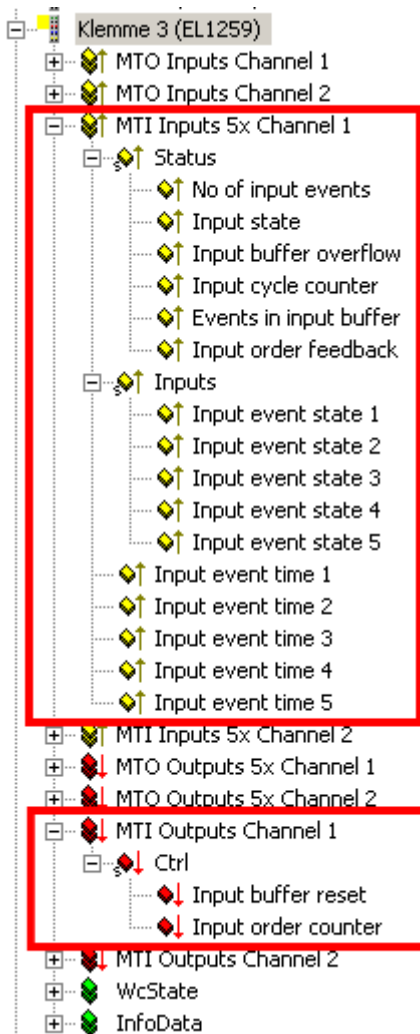 Klemme 3 (EL1259)
MTO Inputs Channel 1
MTO Inputs Channel 2
MTI Inputs 5x Channel 1
Status
No of input events
Input state
Input buffer overflow
Input cycle counter
Events in input buffer
Input order feedback
Inputs
Input event state 1
Input event state 2
Input event state 3
Input event state 4
Input event state 5
Input event time 1
Input event time 2
Input event time 3
Input event time 4
Input event time 5
MTI Inputs 5x Channel 2
MTO Outputs 5x Channel 1
MTO Outputs 5x Channel 2
MTI Outputs Channel 1
Ctrl
Input buffer reset
Input order counter
MTI Outputs Channel 2
WcState
InfoData